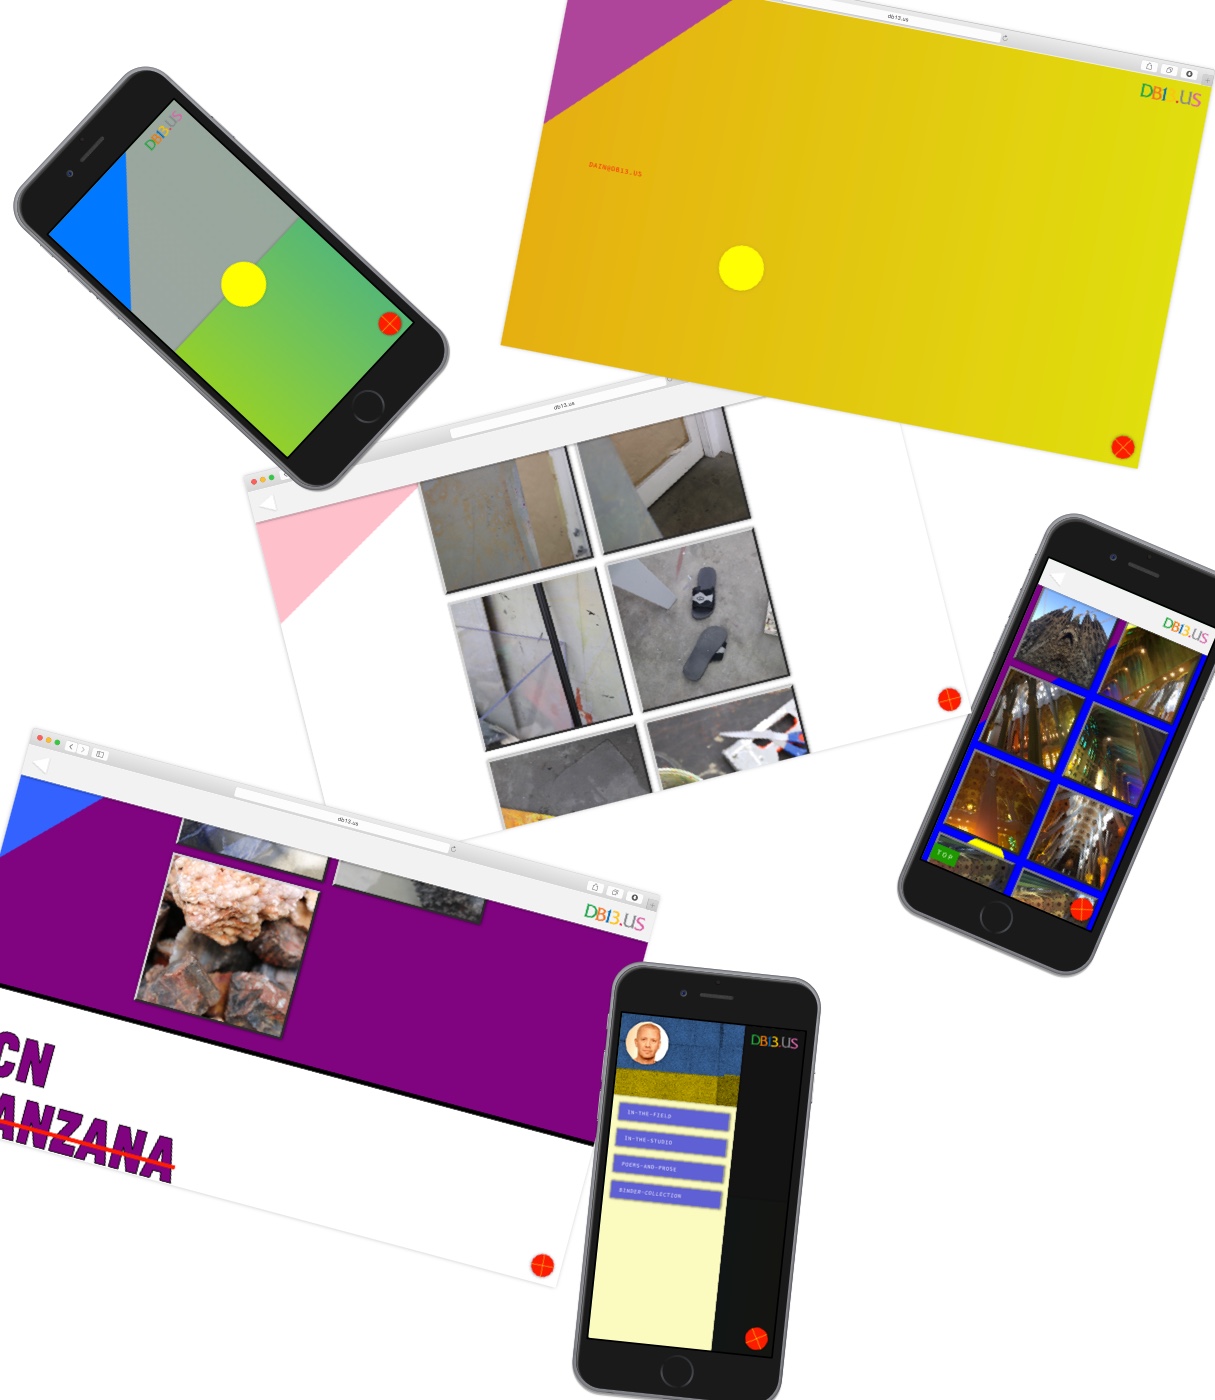 db13.us
DB1 .US
DAIN@DB13.US
DB13.US
db13.us
DB13.US
TOP
db13.us
DB13.US
CN
ANZANA
DB13.US
IN-THE-FIELD
IN-THE-STUDIO
POEMS-AND-PROSE
KINDER-COLLECTION